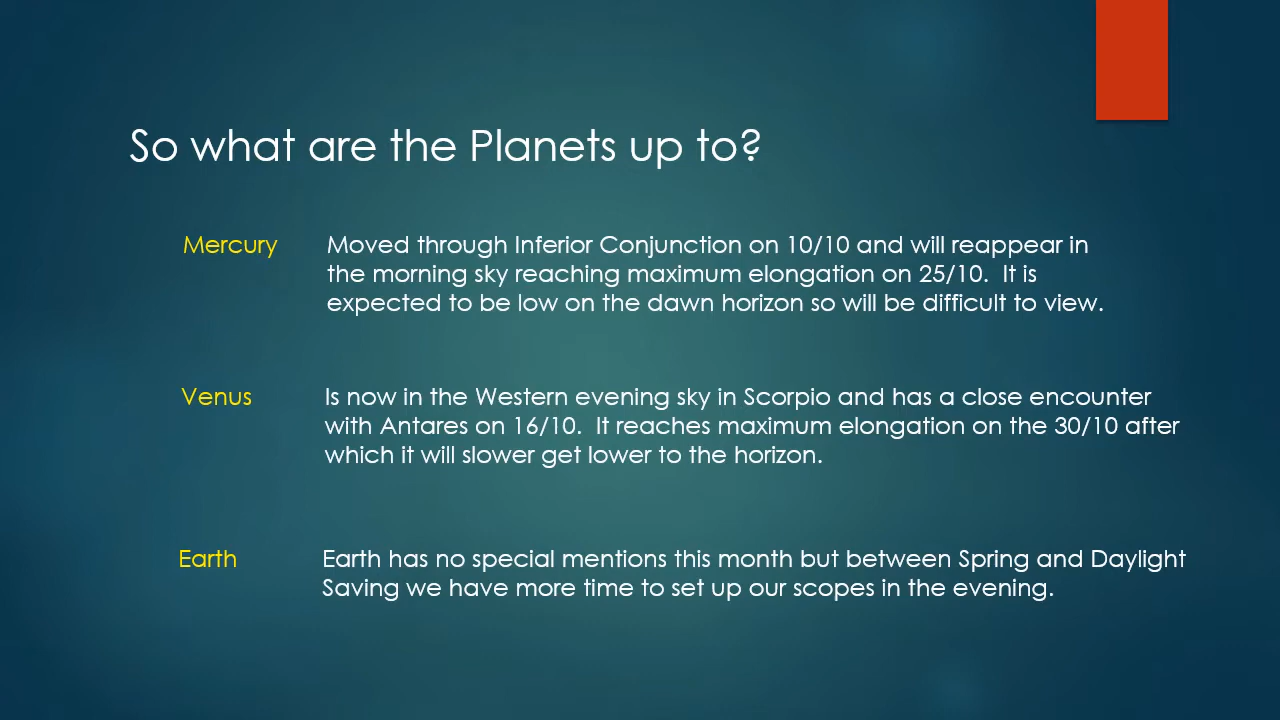 So what are the Planets up to?
Mercury Moved through Inferior Conjunction on 10/10 and will reappear in
the morning sky reaching maximum elongation on 25/10.  It is
expected to be low on the dawn horizon so will be difficult to view.
Venus Is now in the Western evening sky in Scorpio and has a close encounter
with Antares on 16/10.  It reaches maximum elongation on the 30/10 after
which it will slower get lower to the horizon.
Earth Earth has no special mentions this month but between Spring and Daylight
Saving we have more time to set up our scopes in the evening.